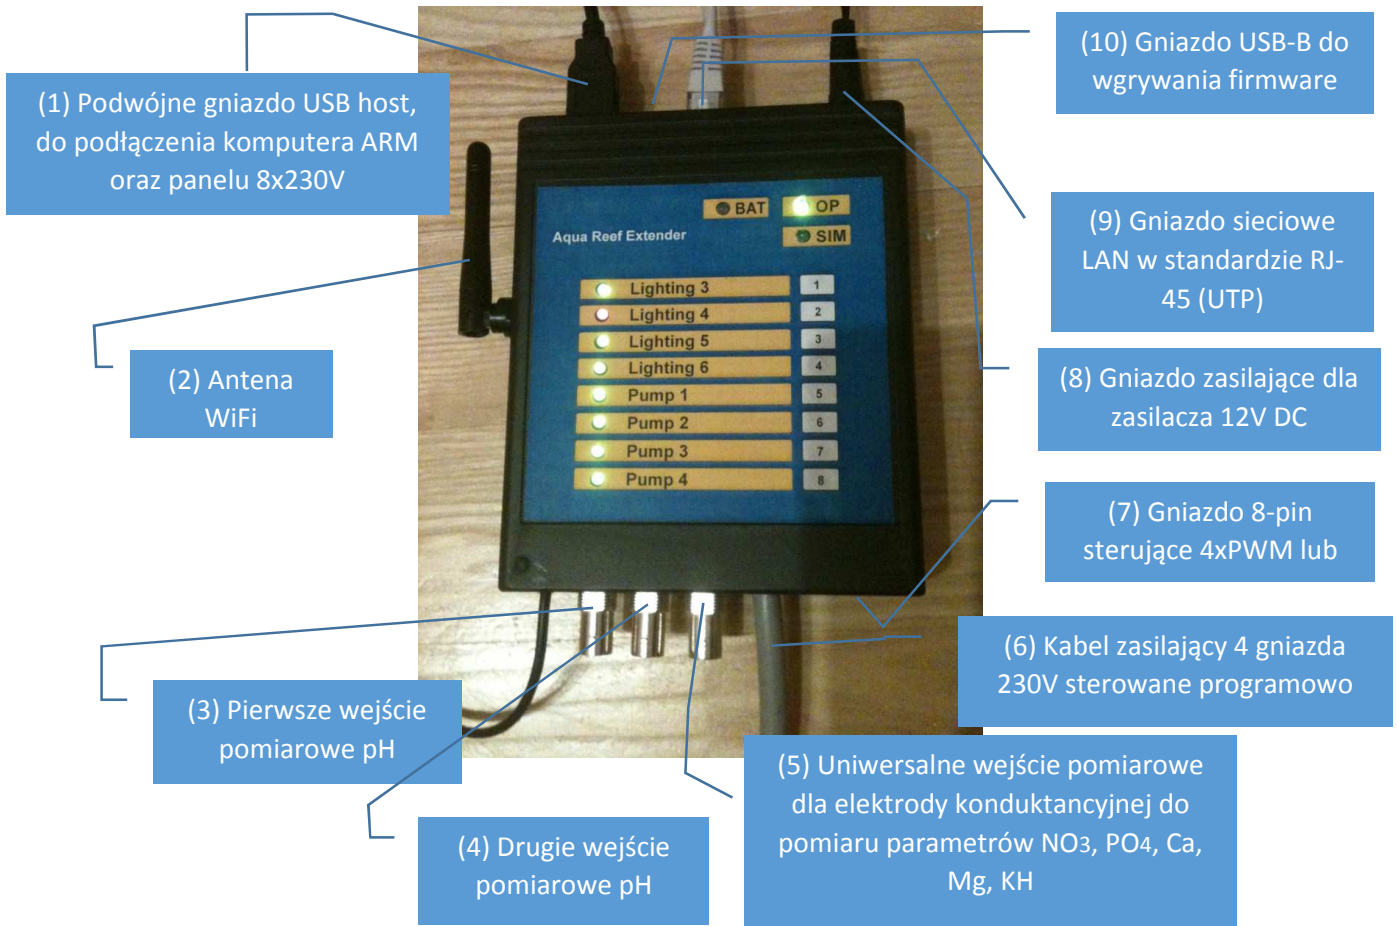 (1) Podwójne gniazdo USB host,
do podłączenia komputera ARM
oraz panelu 8x230V
(2) Antena
WiFi
(3) Pierwsze wejście
pomiarowe pH
(4) Drugie wejście
pomiarowe pH
(5) Uniwersalne wejście pomiarowe
dla elektrody konduktancyjnej do
pomiaru parametrów NO3, PO4, Ca,
Mg, KH
(6) Kabel zasilający 4 gniazda
230V sterowane programowo
(7) Gniazdo 8-pin
sterujące 4xPWM lub
(8) Gniazdo zasilające dla
zasilacza 12V DC
(9) Gniazdo sieciowe
LAN w standardzie RJ-
45 (UTP)
(10) Gniazdo USB-B do
wgrywania firmware
BAT OP
Aqua Reef Extender SIM
Lighting 3 1
Lighting 4 2
Lighting 5 3
Lighting 6 4
Pump 1 5
Pump 2 6
Pump 3 7
Pump 4 8